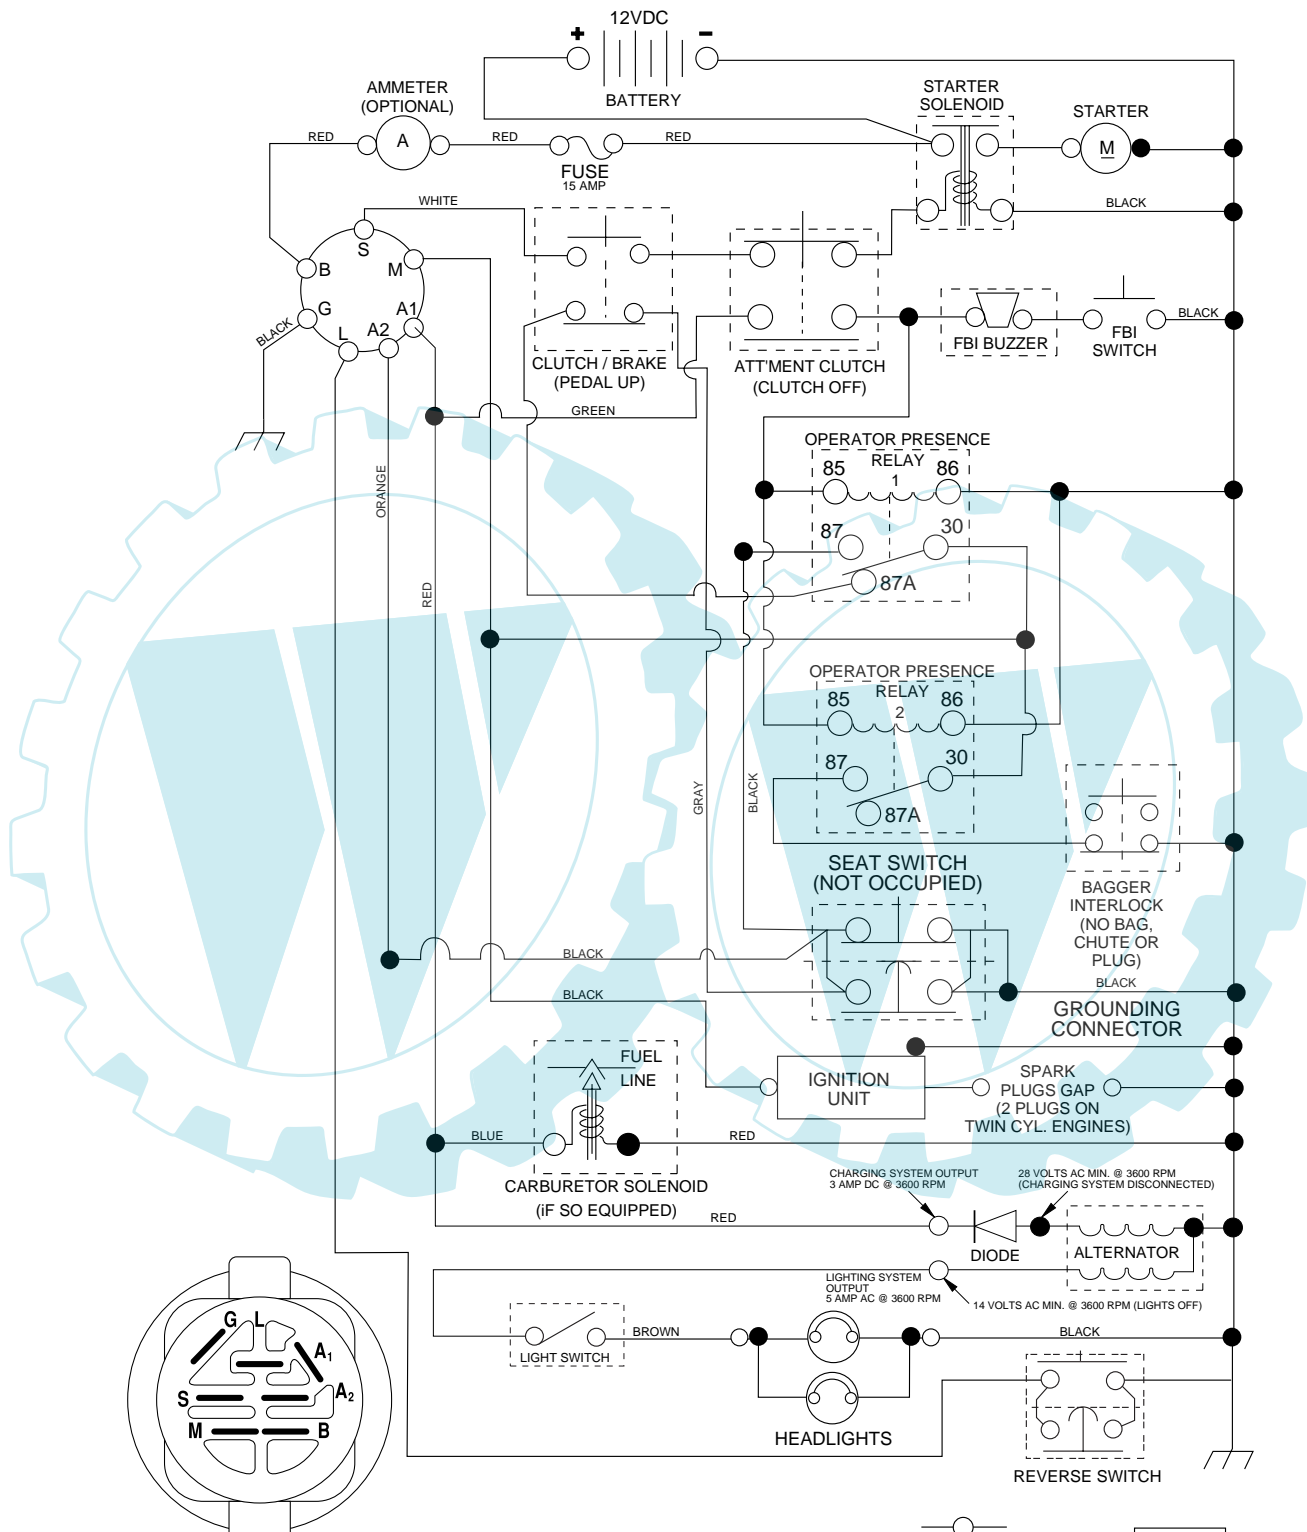 12VDC
+
-
BATTERY
AMMETER
(OPTIONAL)
A
RED
RED
RED
FUSE
15 AMP
STARTER
SOLENOID
STARTER
M
BLACK
WHITE
S
B
M
G
A1
A2
L
BLACK
CLUTCH / BRAKE
(PEDAL UP)
ATT'MENT CLUTCH
(CLUTCH OFF)
FBI BUZZER
FBI
SWITCH
BLACK
GREEN
ORANGE
RED
OPERATOR PRESENCE
RELAY
1
85
86
87
30
87A
OPERATOR PRESENCE
RELAY
2
85
86
87
30
87A
GRAY
BLACK
SEAT SWITCH
(NOT OCCUPIED)
BAGGER
INTERLOCK
(NO BAG,
CHUTE OR
PLUG)
BLACK
BLACK
BLACK
GROUNDING
CONNECTOR
FUEL
LINE
IGNITION
UNIT
SPARK
PLUGS GAP
(2 PLUGS ON
TWIN CYL. ENGINES)
BLUE
RED
CARBURETOR SOLENOID
(iF SO EQUIPPED)
CHARGING SYSTEM OUTPUT
3 AMP DC @ 3600 RPM
28 VOLTS AC MIN. @ 3600 RPM
(CHARGING SYSTEM DISCONNECTED)
RED
DIODE
ALTERNATOR
LIGHTING SYSTEM
OUTPUT
5 AMP AC @ 3600 RPM
14 VOLTS AC MIN. @ 3600 RPM (LIGHTS OFF)
LIGHT SWITCH
BROWN
BLACK
HEADLIGHTS
REVERSE SWITCH
G
L
A1
A2
S
M
B